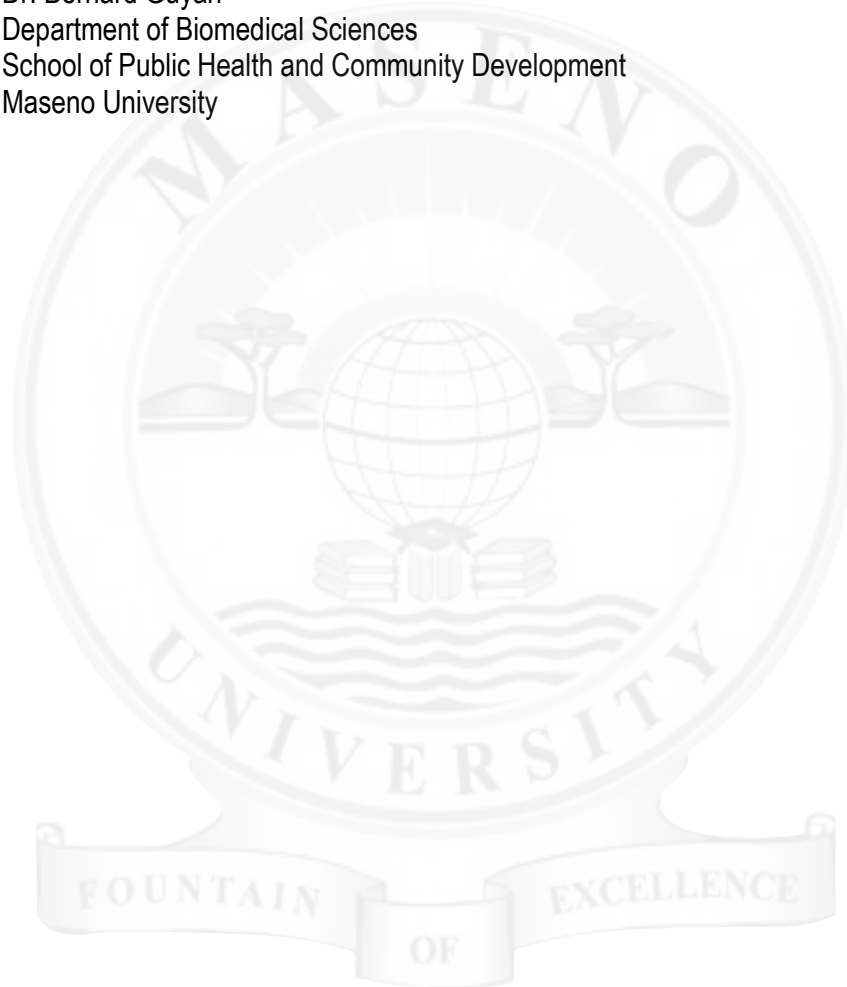 Dr. Bernard Guyah
Department of Biomedical Sciences
School of Public Health and Community Development
Maseno University
MASENO
UNIVERSITY
FOUNTAIN
OF
EXCELLENCE